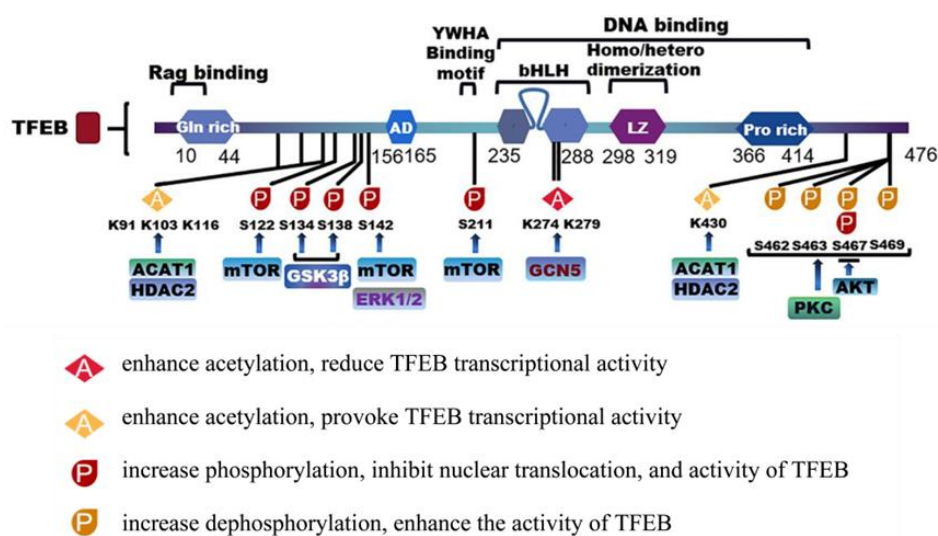 DNA binding
YWHA
Binding
motif
bHLH
Homo/hetero
dimerization
Rag binding
TFEB
Gln rich
AD
LZ
Pro rich
10 44
156 165
235
288
298 319
366 414
476
A P P P P P A A P P P P P
K91 K103 K116
S122 S134 S138 S142
S211
K274 K279
K430
S462 S463 S467 S469
ACAT1
HDAC2
mTOR
GSK3β
mTOR
ERK1/2
mTOR
GCN5
ACAT1
HDAC2
PKC
AKT
A enhance acetylation, reduce TFEB transcriptional activity
A enhance acetylation, provoke TFEB transcriptional activity
P increase phosphorylation, inhibit nuclear translocation, and activity of TFEB
P increase dephosphorylation, enhance the activity of TFEB